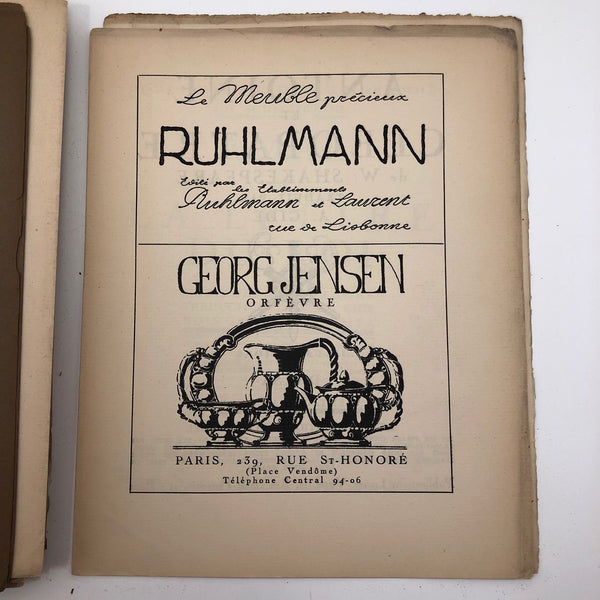 Le Meuble précieux
RUHLMANN
Edité par
les Etablissements
Ruhlmann et Laurent
rue de Lisbonne
GEORG JENSEN
ORFÈVRE
PARIS, 239, RUE ST-HONORÉ
(Place Vendôme)
Téléphone Central 94-06